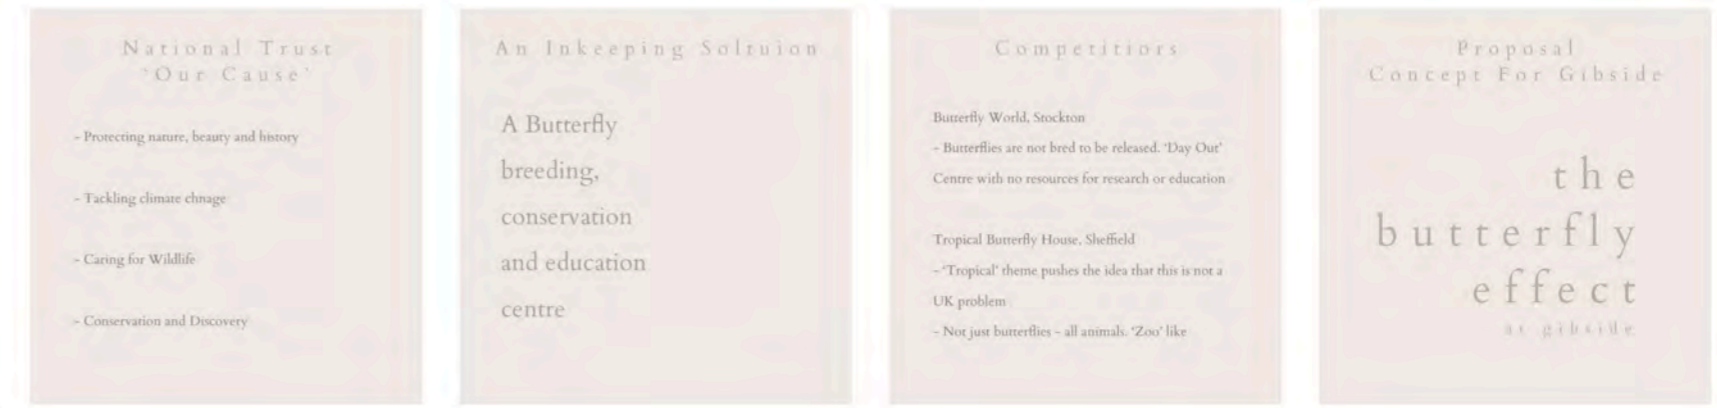 National Trust
'Our Cause'
- Protecting nature, beauty and history
- Tackling climate chnage
- Caring for Wildlife
- Conservation and Discovery
An Inkeeping Soltuion
A Butterfly
breeding,
conservation
and education
centre
Competitiors
Butterfly World, Stockton
- Butterflies are not bred to be released. 'Day Out'
Centre with no resources for research or education
Tropical Butterfly House, Sheffield
- 'Tropical' theme pushes the idea that this is not a
UK problem
- Not just butterflies - all animals. 'Zoo' like
Proposal
Concept For Gibside
the
butterfly
effect
at gibside